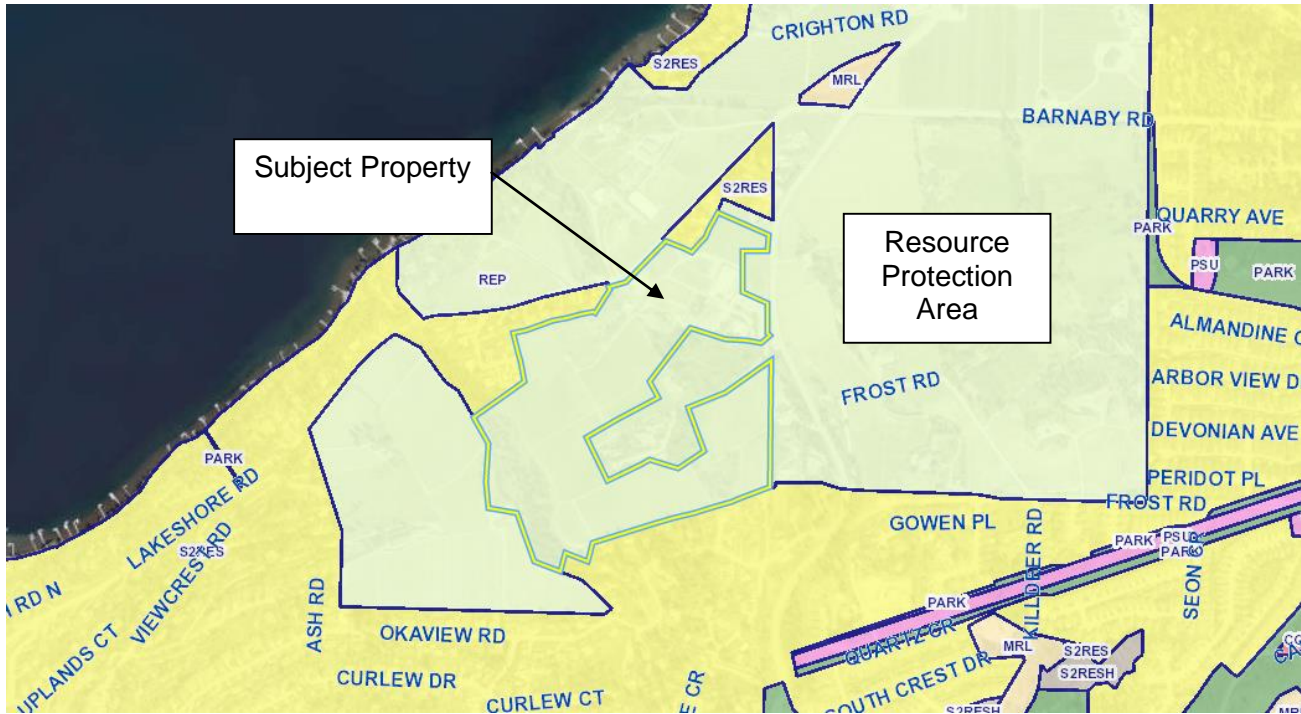 CRIGHTON RD
S2RES
MRL
BARNABY RD
Subject Property
S2RES
Resource
Protection
Area
QUARRY AVE
PARK
PSU
PARK
REP
ALMANDINE C
FROST RD
ARBOR VIEW D
DEVONIAN AVE
PARK
LAKESHORE RD
PERIDOT PL
FROST RD
GOWEN PL
KILLDEER RD
PARK
PSU
PARK
SEON CR
S2RES
VIEWCREST RD
RD N
ASH RD
PARK
OKAVIEW RD
UPLANDS CT
QUARTZ CR
MRL
S2RES
S2RESH
CURLEW DR
SOUTH CREST DR
CURLEW CT
E CR
S2RESH